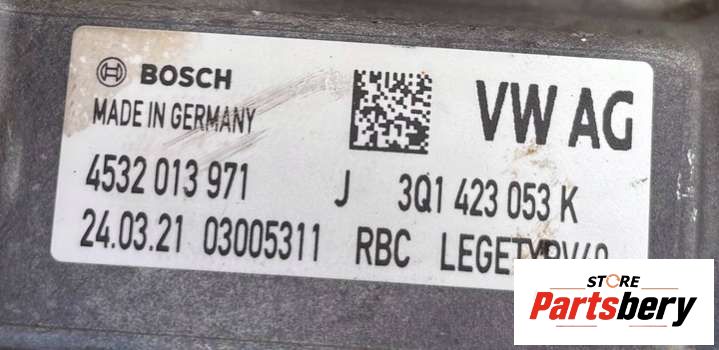 BOSCH
VW AG
MADE IN GERMANY
4532 013 971 J 3Q1 423 053 K
24.03.21 03005311 RBC
STORE
Partsbery